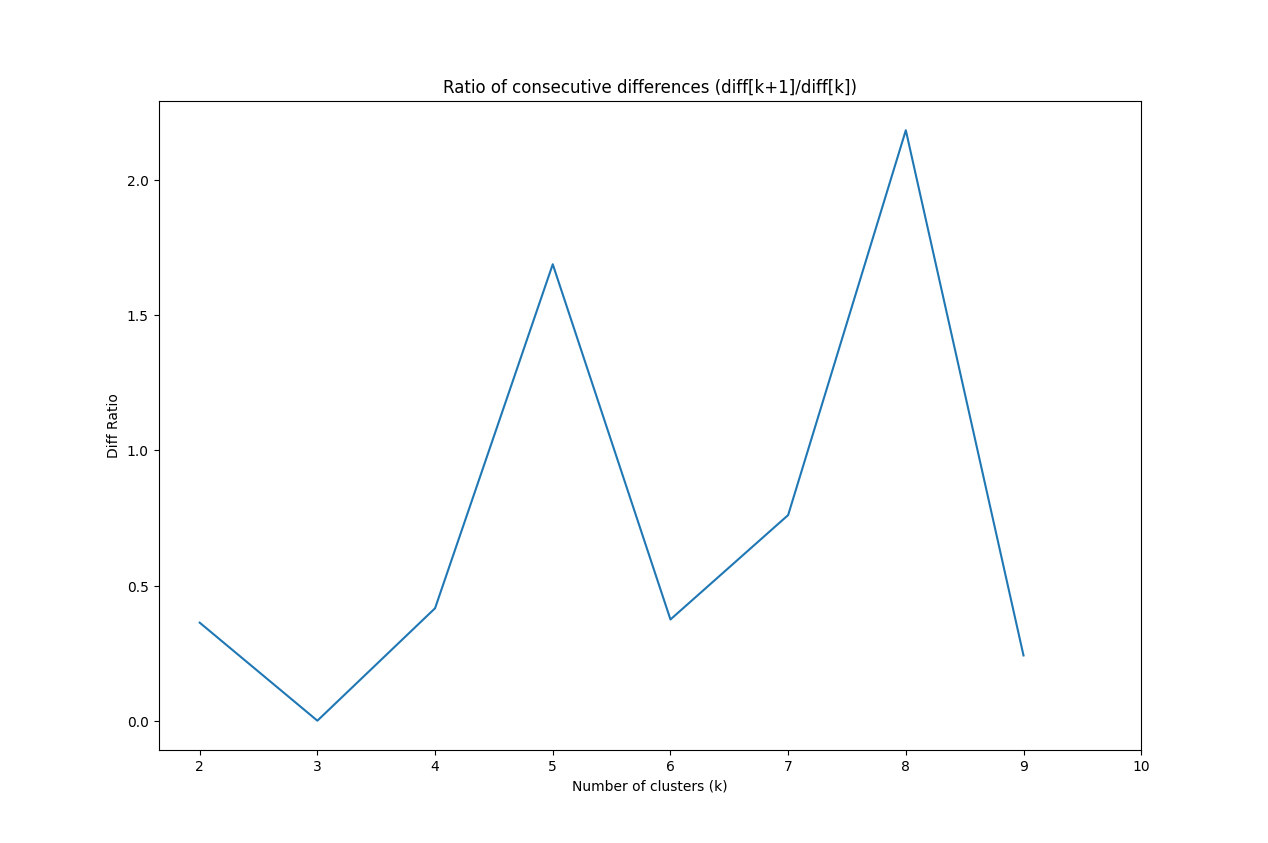 Ratio of consecutive differences (diff[k+1]/diff[k])
2.0
1.5
1.0
0.5
0.0
Diff Ratio
2 3 4 5 6 7 8 9 10
Number of clusters (k)